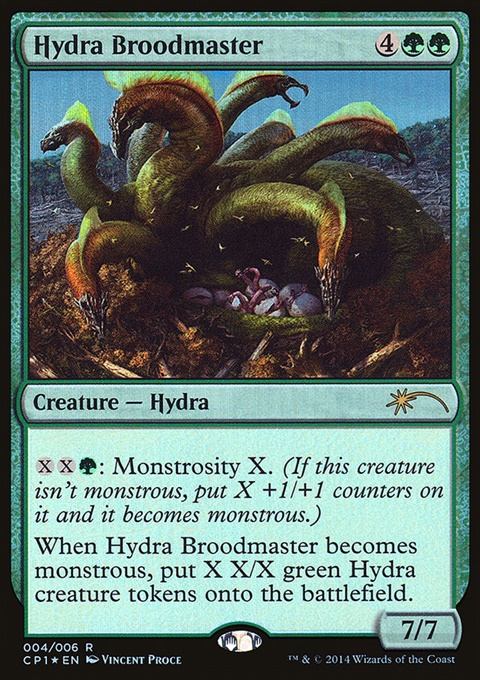 Hydra Broodmaster 4
Creature — Hydra
X X : Monstrosity X. (If this creature
isn't monstrous, put X +1/+1 counters on
it and it becomes monstrous.)
When Hydra Broodmaster becomes
monstrous, put X X/X green Hydra
creature tokens onto the battlefield.
7/7
004/006 R
CP1★EN Vincent Proce
™ & © 2014 Wizards of the Coast